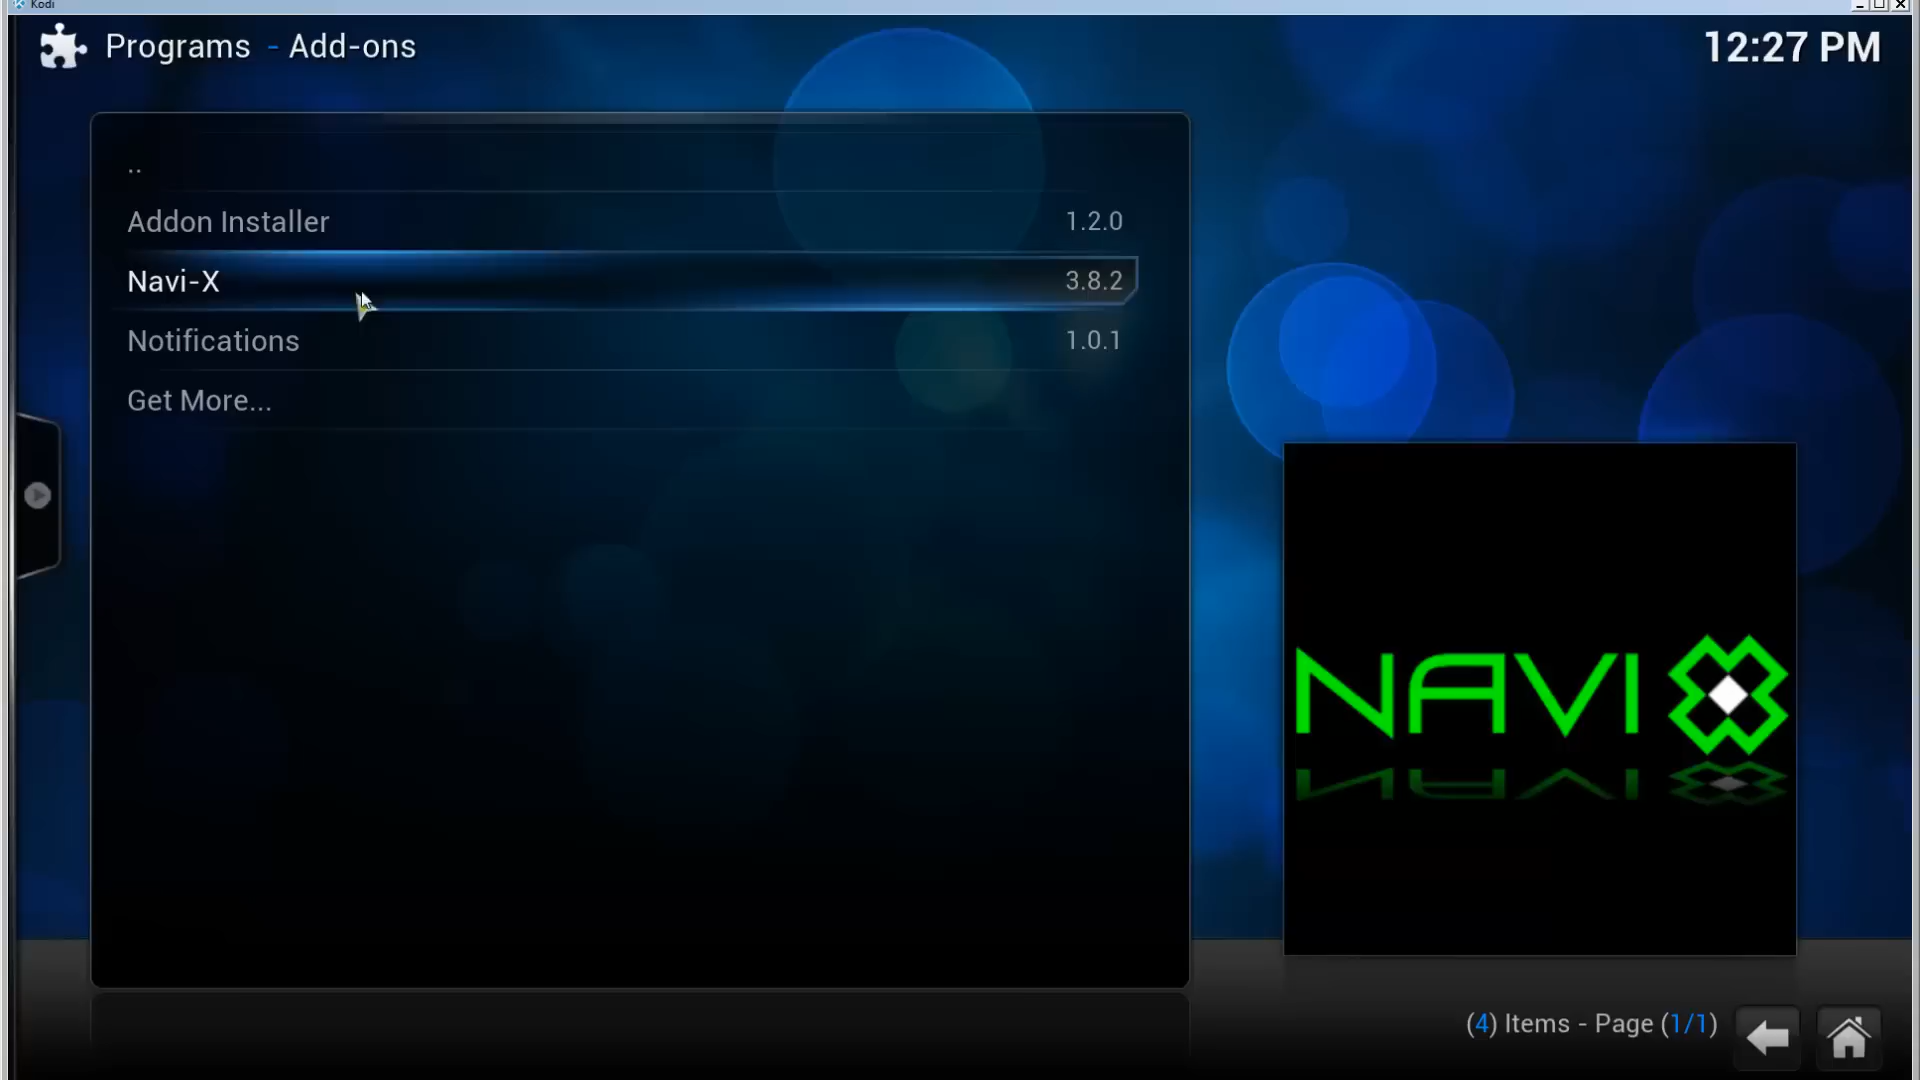 Kodi
Programs - Add-ons
12:27 PM
..
Addon Installer 1.2.0
Navi-X 3.8.2
Notifications 1.0.1
Get More...
NAVI X
(4) Items - Page (1/1)